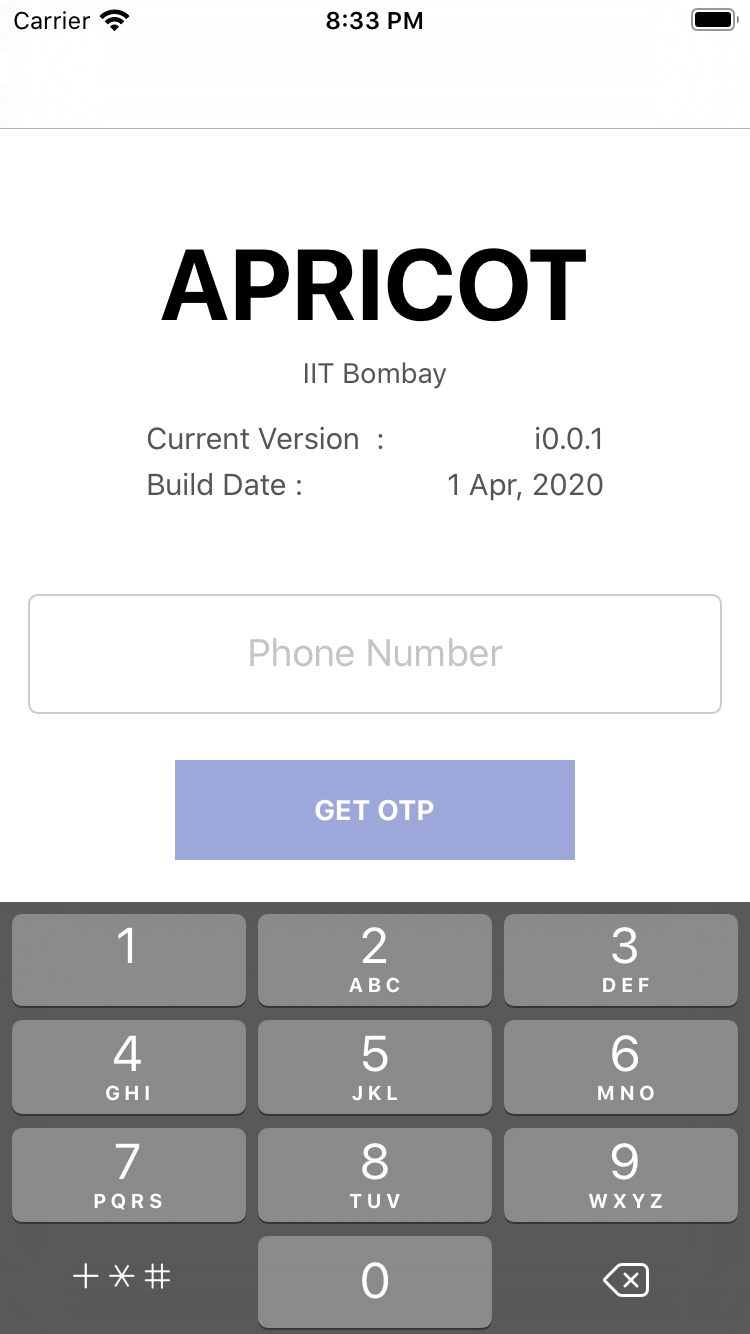 Carrier 8:33 PM
APRICOT
IIT Bombay
Current Version : i0.0.1
Build Date : 1 Apr, 2020
Phone Number
GET OTP
1 2 3
ABC DEF
4 5 6
GHI JKL MNO
7 8 9
PQRS TUV WXYZ
+*# 0